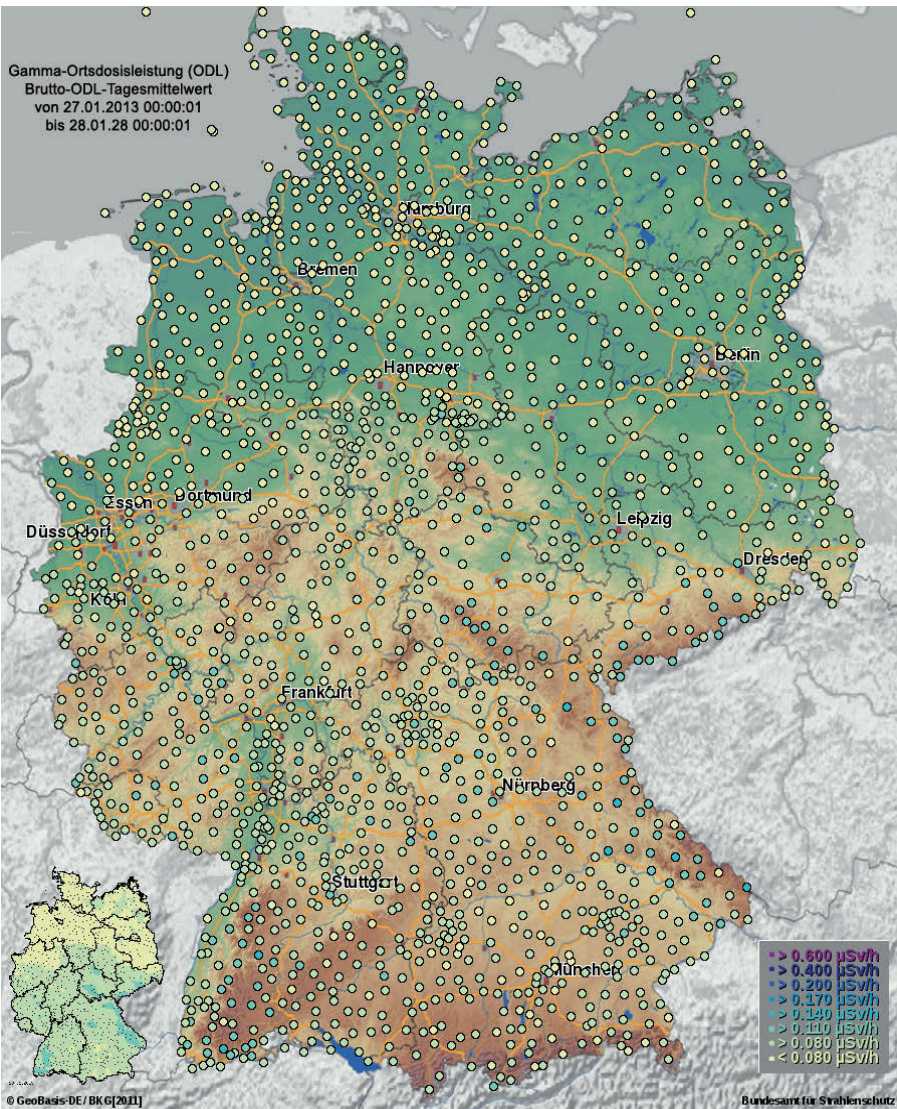 Gamma-Ortsdosisleistung (ODL)
Brutto-ODL-Tagesmittelwert
von 27.01.2013 00:00:01
bis 28.01.28 00:00:01
Hamburg
Bremen
Berlin
Hannover
Essen
Dortmund
Düsseldorf
Leipzig
Dresden
Köln
Frankfurt
Nürnberg
Stuttgart
München
> 0.600 µSv/h
> 0.400 µSv/h
> 0.200 µSv/h
> 0.170 µSv/h
> 0.140 µSv/h
> 0.110 µSv/h
> 0.080 µSv/h
< 0.080 µSv/h
© GeoBasis-DE / BKG[2011]
Bundesamt für Strahlenschutz